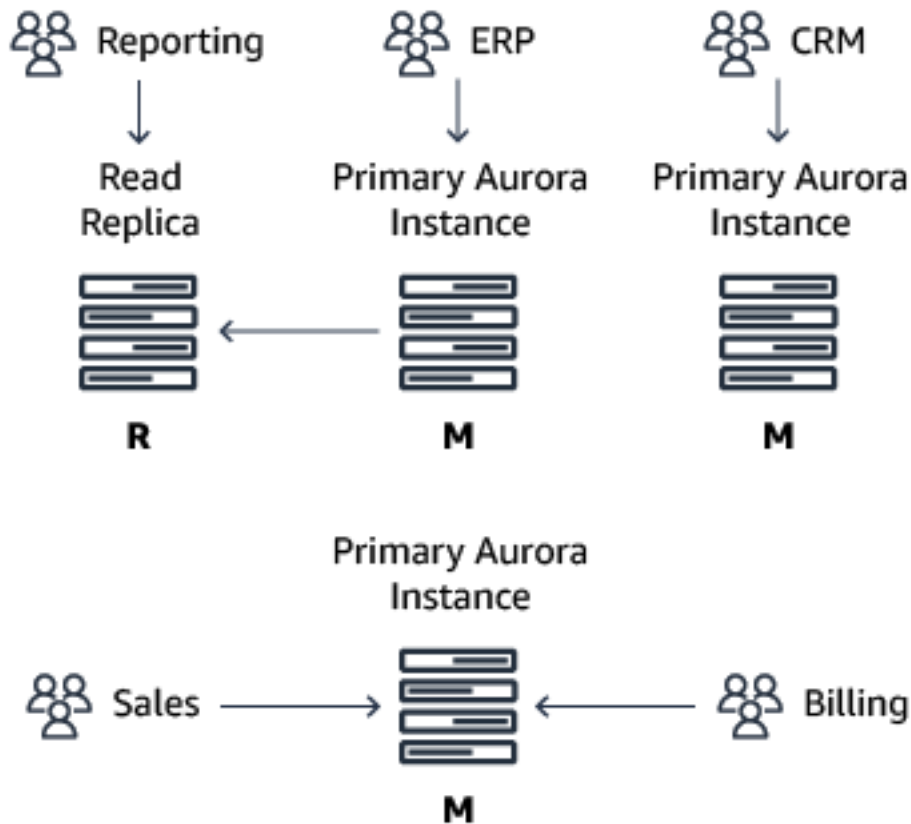 Reporting
ERP
CRM
Read
Replica
Primary Aurora
Instance
Primary Aurora
Instance
R
M
M
Primary Aurora
Instance
Sales
Billing
M